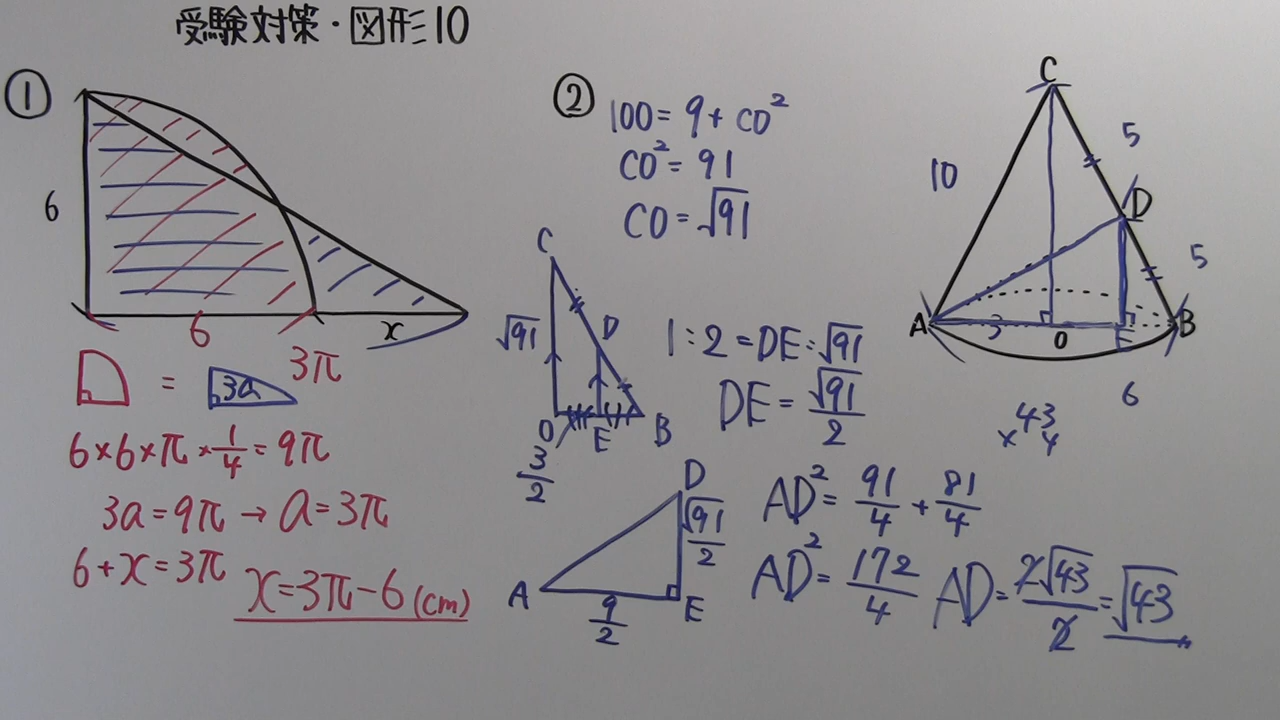 受験対策・図形10
①
6
6
x
3π
= 3a
6×6×π×1/4=9π
3a=9π→a=3π
6+x=3π
x=3π-6(cm)
②
100=9+CO²
CO²=91
CO=√91
C
√91
D
O
E
B
3/2
1:2=DE:√91
DE=√91/2
C
10
5
D
5
A
3
O
E
B
6
43
×4
D
√91/2
A
9/2
E
AD²=91/4+81/4
AD²=172/4
AD=2√43/2=√43